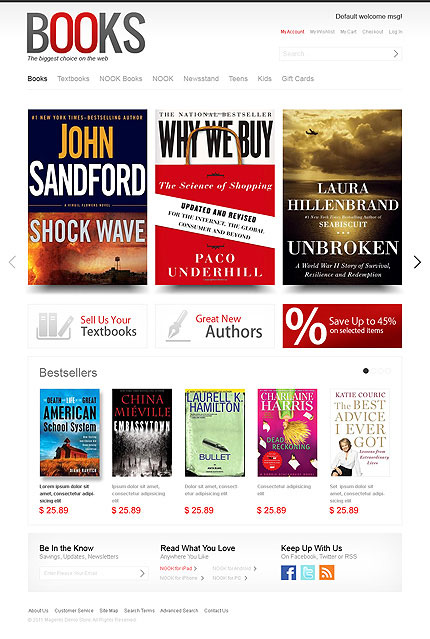 BOOKS
The biggest choice on the web
Default welcome msg!
My Account My Wishlist My Cart Checkout Log In
Search
Books Textbooks NOOK Books NOOK Newsstand Teens Kids Gift Cards
#1 NEW YORK TIMES-BESTSELLING AUTHOR
JOHN
SANDFORD
A VIRGIL FLOWERS NOVEL
SHOCK WAVE
THE NATIONAL BESTSELLER
WHY WE BUY
The Science of Shopping
UPDATED AND REVISED
FOR THE INTERNET, THE GLOBAL
CONSUMER AND BEYOND
PACO
UNDERHILL
LAURA
HILLENBRAND
#1 New York Times Bestselling Author of
SEABISCUIT
UNBROKEN
A World War II Story of Survival,
Resilience and Redemption
Sell Us Your
Textbooks
Great New
Authors
% Save Up to 45%
on selected items
Bestsellers
THE DEATH and LIFE of the GREAT
AMERICAN
School System
DIANE RAVITCH
CHINA
MIÉVILLE
EMBASSYTOWN
LAURELL K.
HAMILTON
BULLET
CHARLAINE
HARRIS
DEAD
RECKONING
KATIE COURIC
THE BEST
ADVICE
I EVER
GOT
Lessons from
Extraordinary
Lives
Lorem ipsum dolor sit
amet, consectetur adipi-
sicing elit
$ 25.89
Ipsum dolor sit amet,
consectetur adipisicing
elit
$ 25.89
Dolor sit amet, consect
etur adipisicing elit
$ 25.89
Consectetur adipisicing
elit
$ 25.89
Set ipsum dolor sit
amet, consectetur adipi-
sicing elit
$ 25.89
Be In the Know
Savings, Updates, Newsletters
Enter Please Your Email
Read What You Love
Anywhere You Like
NOOK for iPad > NOOK for Android >
NOOK for iPhone > NOOK for PC >
Keep Up With Us
On Facebook, Twitter or RSS
About Us Customer Service Site Map Search Terms Advanced Search Contact Us
Magento Demo Store. All Rights Reserved.